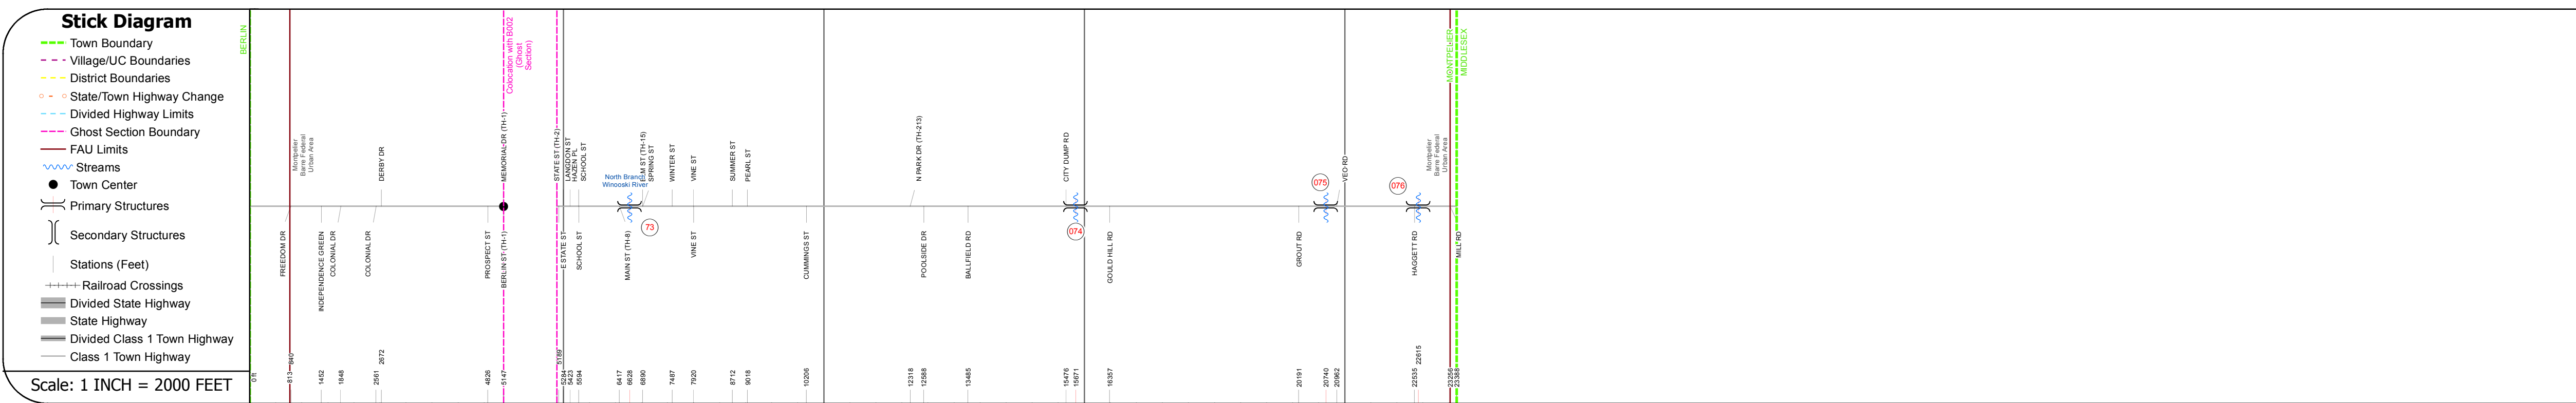 Stick Diagram
Town Boundary
Village/UC Boundaries
District Boundaries
State/Town Highway Change
Divided Highway Limits
Ghost Section Boundary
FAU Limits
Streams
Town Center
Primary Structures
Secondary Structures
Stations (Feet)
Railroad Crossings
Divided State Highway
State Highway
Divided Class 1 Town Highway
Class 1 Town Highway
Scale: 1 INCH = 2000 FEET
BERLIN
Montpelier
Barre Federal
Urban Area
DERBY DR
MEMORIAL DR (TH-1)
Colocation with B002
(Ghost
Section)
STATE ST (TH-2)
LANGDON ST
HAZEN PL
SCHOOL ST
North Branch
Winooski River
ELM ST (TH-15)
SPRING ST
WINTER ST
VINE ST
SUMMER ST
PEARL ST
N PARK DR (TH-213)
CITY DUMP RD
075
VEO RD
076
Montpelier
Barre Federal
Urban Area
MONTPELIER
MIDDLESEX
FREEDOM DR
INDEPENDENCE GREEN
COLONIAL DR
COLONIAL DR
PROSPECT ST
BERLIN ST (TH-1)
E STATE ST
SCHOOL ST
MAIN ST (TH-8)
73
VINE ST
CUMMINGS ST
POOLSIDE DR
BALLFIELD RD
074
GOULD HILL RD
GROUT RD
HAGGETT RD
MILL RD
0 ft
813
840
1452
1848
2561
2672
4826
5147
5189
5284
5423
5594
6417
6628
6890
7487
7920
8712
9018
10206
12318
12588
13485
15476
15671
16357
20191
20740
20962
22535
22615
23256
23388